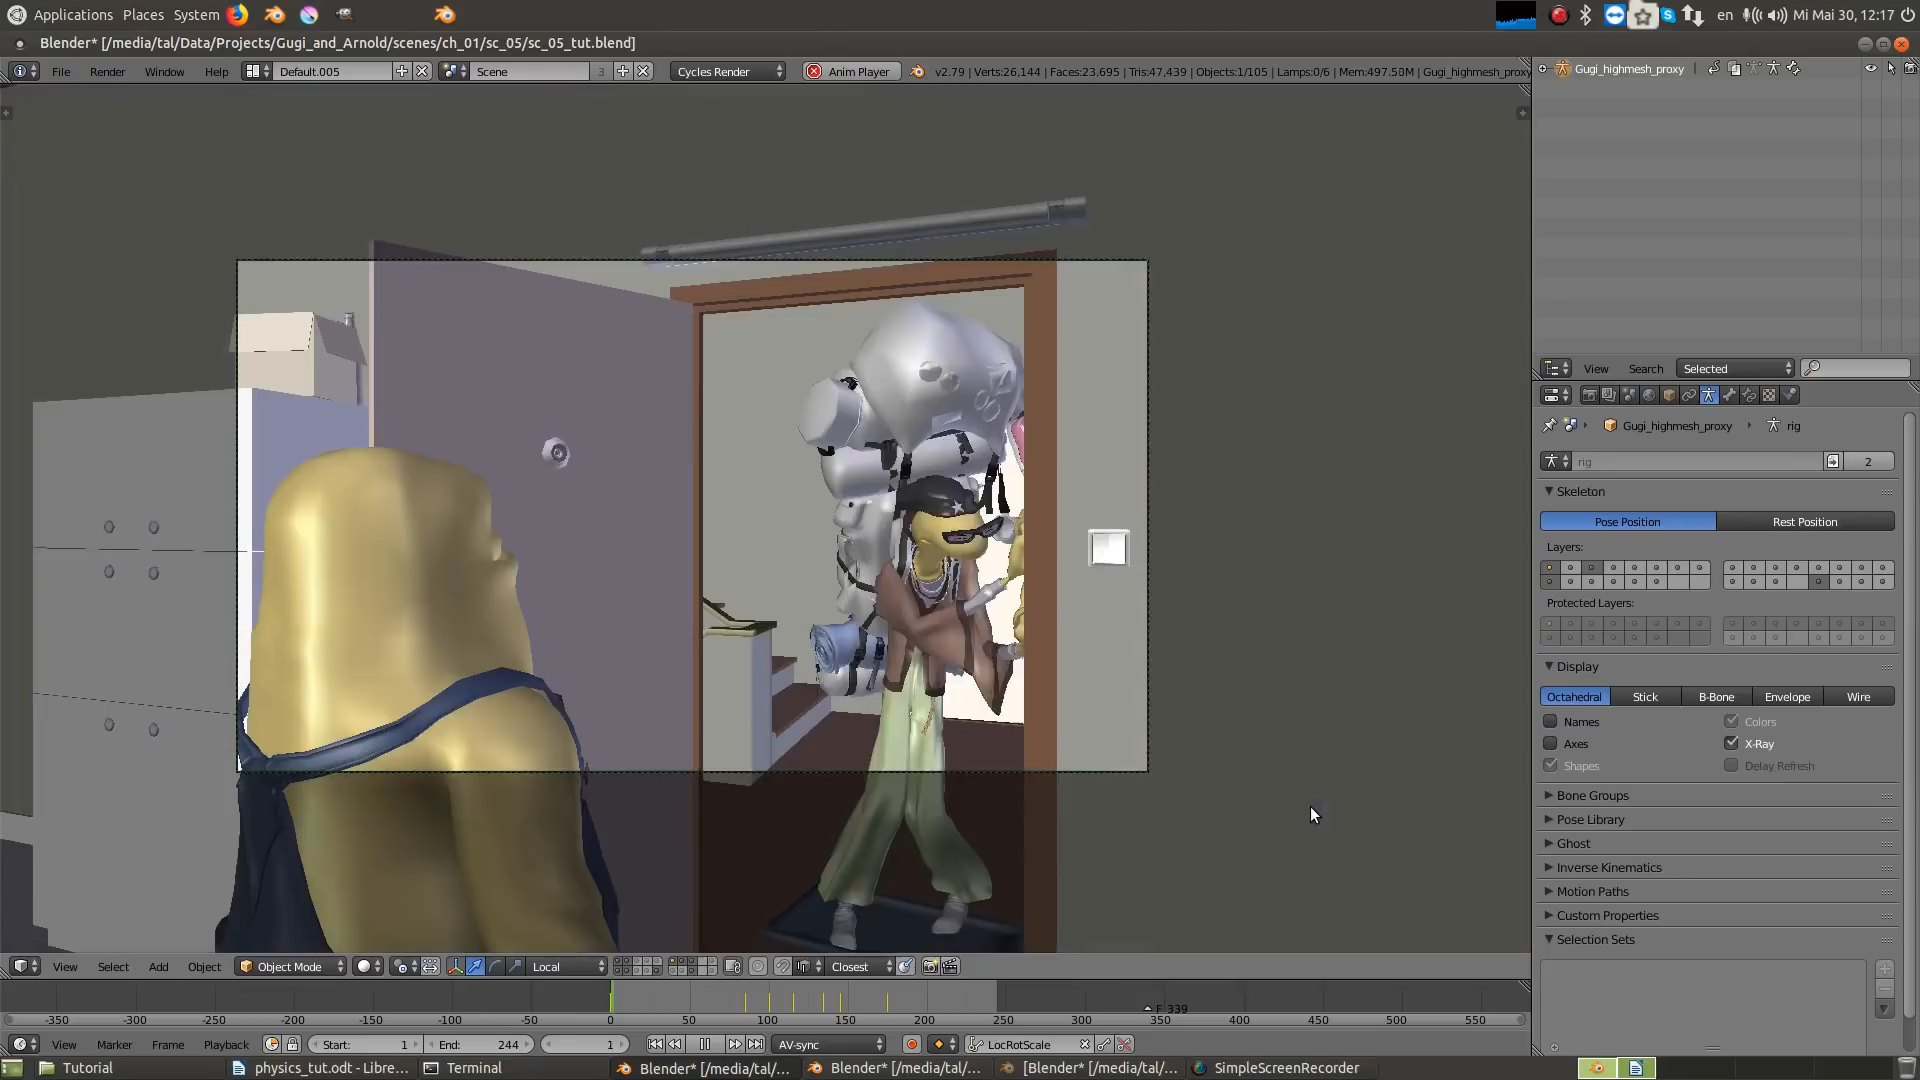 Applications Places System en Mi Mai 30, 12:17
Blender* [/media/tal/Data/Projects/Gugi_and_Arnold/scenes/ch_01/sc_05/sc_05_tut.blend]
File Render Window Help Default.005 Scene 3 Cycles Render Anim Player v2.79 | Verts:26,144 | Faces:23,695 | Tris:47,439 | Objects:1/105 | Lamps:0/6 | Mem:497.50M | Gugi_highmesh_proxy
Gugi_highmesh_proxy
View Search Selected
Gugi_highmesh_proxy rig
rig 2
Skeleton
Pose Position Rest Position
Layers:
Protected Layers:
Display
Octahedral Stick B-Bone Envelope Wire
Names Colors
Axes X-Ray
Shapes Delay Refresh
Bone Groups
Pose Library
Ghost
Inverse Kinematics
Motion Paths
Custom Properties
Selection Sets
View Select Add Object Object Mode Local Closest
F_339
-350 -300 -250 -200 -150 -100 -50 0 50 100 150 200 250 300 350 400 450 500 550
View Marker Frame Playback Start: 1 End: 244 1 AV-sync LocRotScale
Tutorial physics_tut.odt - Libre... Terminal Blender* [/media/tal/... Blender* [/media/tal/... [Blender* [/media/tal/... SimpleScreenRecorder